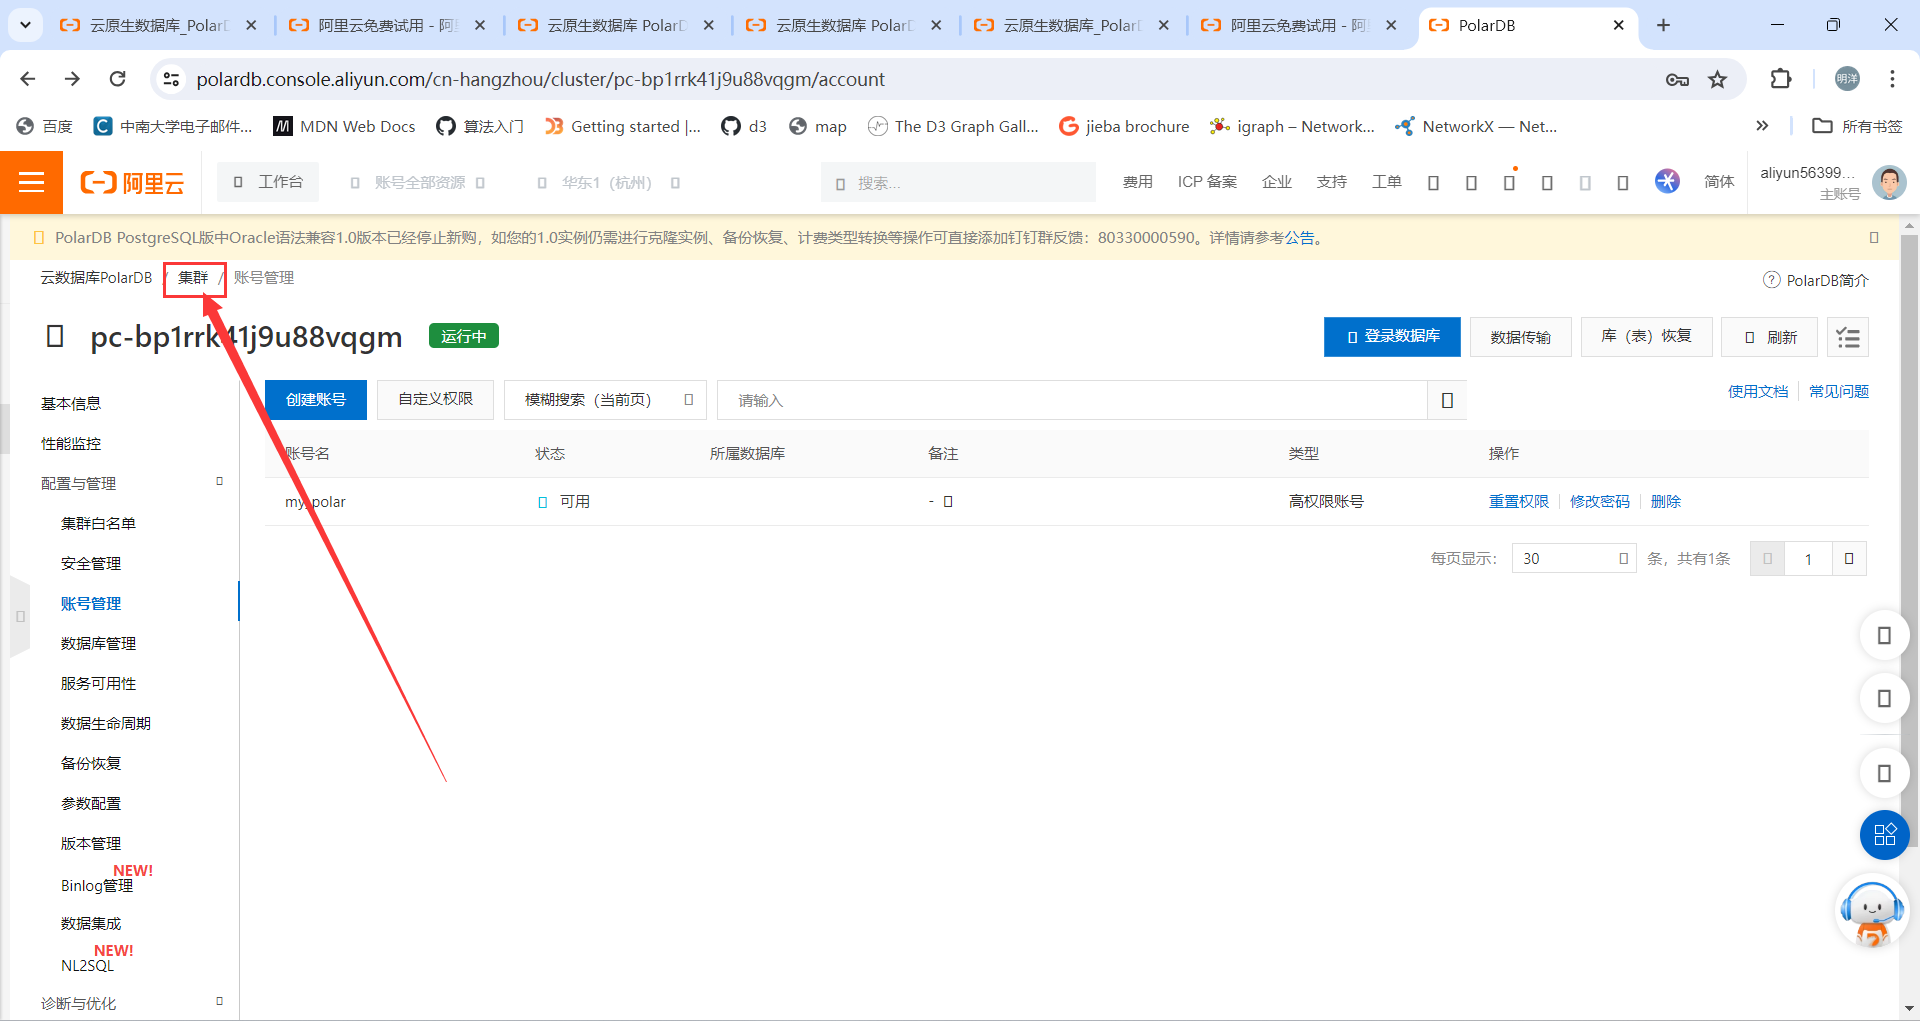 云原生数据库_Polar
阿里云免费试用 - 阿
云原生数据库 Polar
云原生数据库 Polar
云原生数据库_Polar
阿里云免费试用 - 阿
PolarDB
polardb.console.aliyun.com/cn-hangzhou/cluster/pc-bp1rrk41j9u88vqgm/account
明洋
百度
中南大学电子邮件...
MDN Web Docs
算法入门
Getting started |...
d3
map
The D3 Graph Gall...
jieba brochure
igraph – Network...
NetworkX — Net...
所有书签
阿里云
工作台
账号全部资源
华东1（杭州）
搜索...
费用
ICP 备案
企业
支持
工单
简体
aliyun56399...
主账号
PolarDB PostgreSQL版中Oracle语法兼容1.0版本已经停止新购，如您的1.0实例仍需进行克隆实例、备份恢复、计费类型转换等操作可直接添加钉钉群反馈：80330000590。详情请参考公告。
云数据库PolarDB / 集群 / 账号管理
PolarDB简介
pc-bp1rrk41j9u88vqgm
运行中
登录数据库
数据传输
库（表）恢复
刷新
基本信息
性能监控
配置与管理
集群白名单
安全管理
账号管理
数据库管理
服务可用性
数据生命周期
备份恢复
参数配置
版本管理
NEW!
Binlog管理
数据集成
NEW!
NL2SQL
诊断与优化
创建账号
自定义权限
模糊搜索（当前页）
请输入
使用文档
常见问题
账号名
状态
所属数据库
备注
类型
操作
my_polar
可用
-
高权限账号
重置权限
修改密码
删除
每页显示：
30
条，共有1条
1